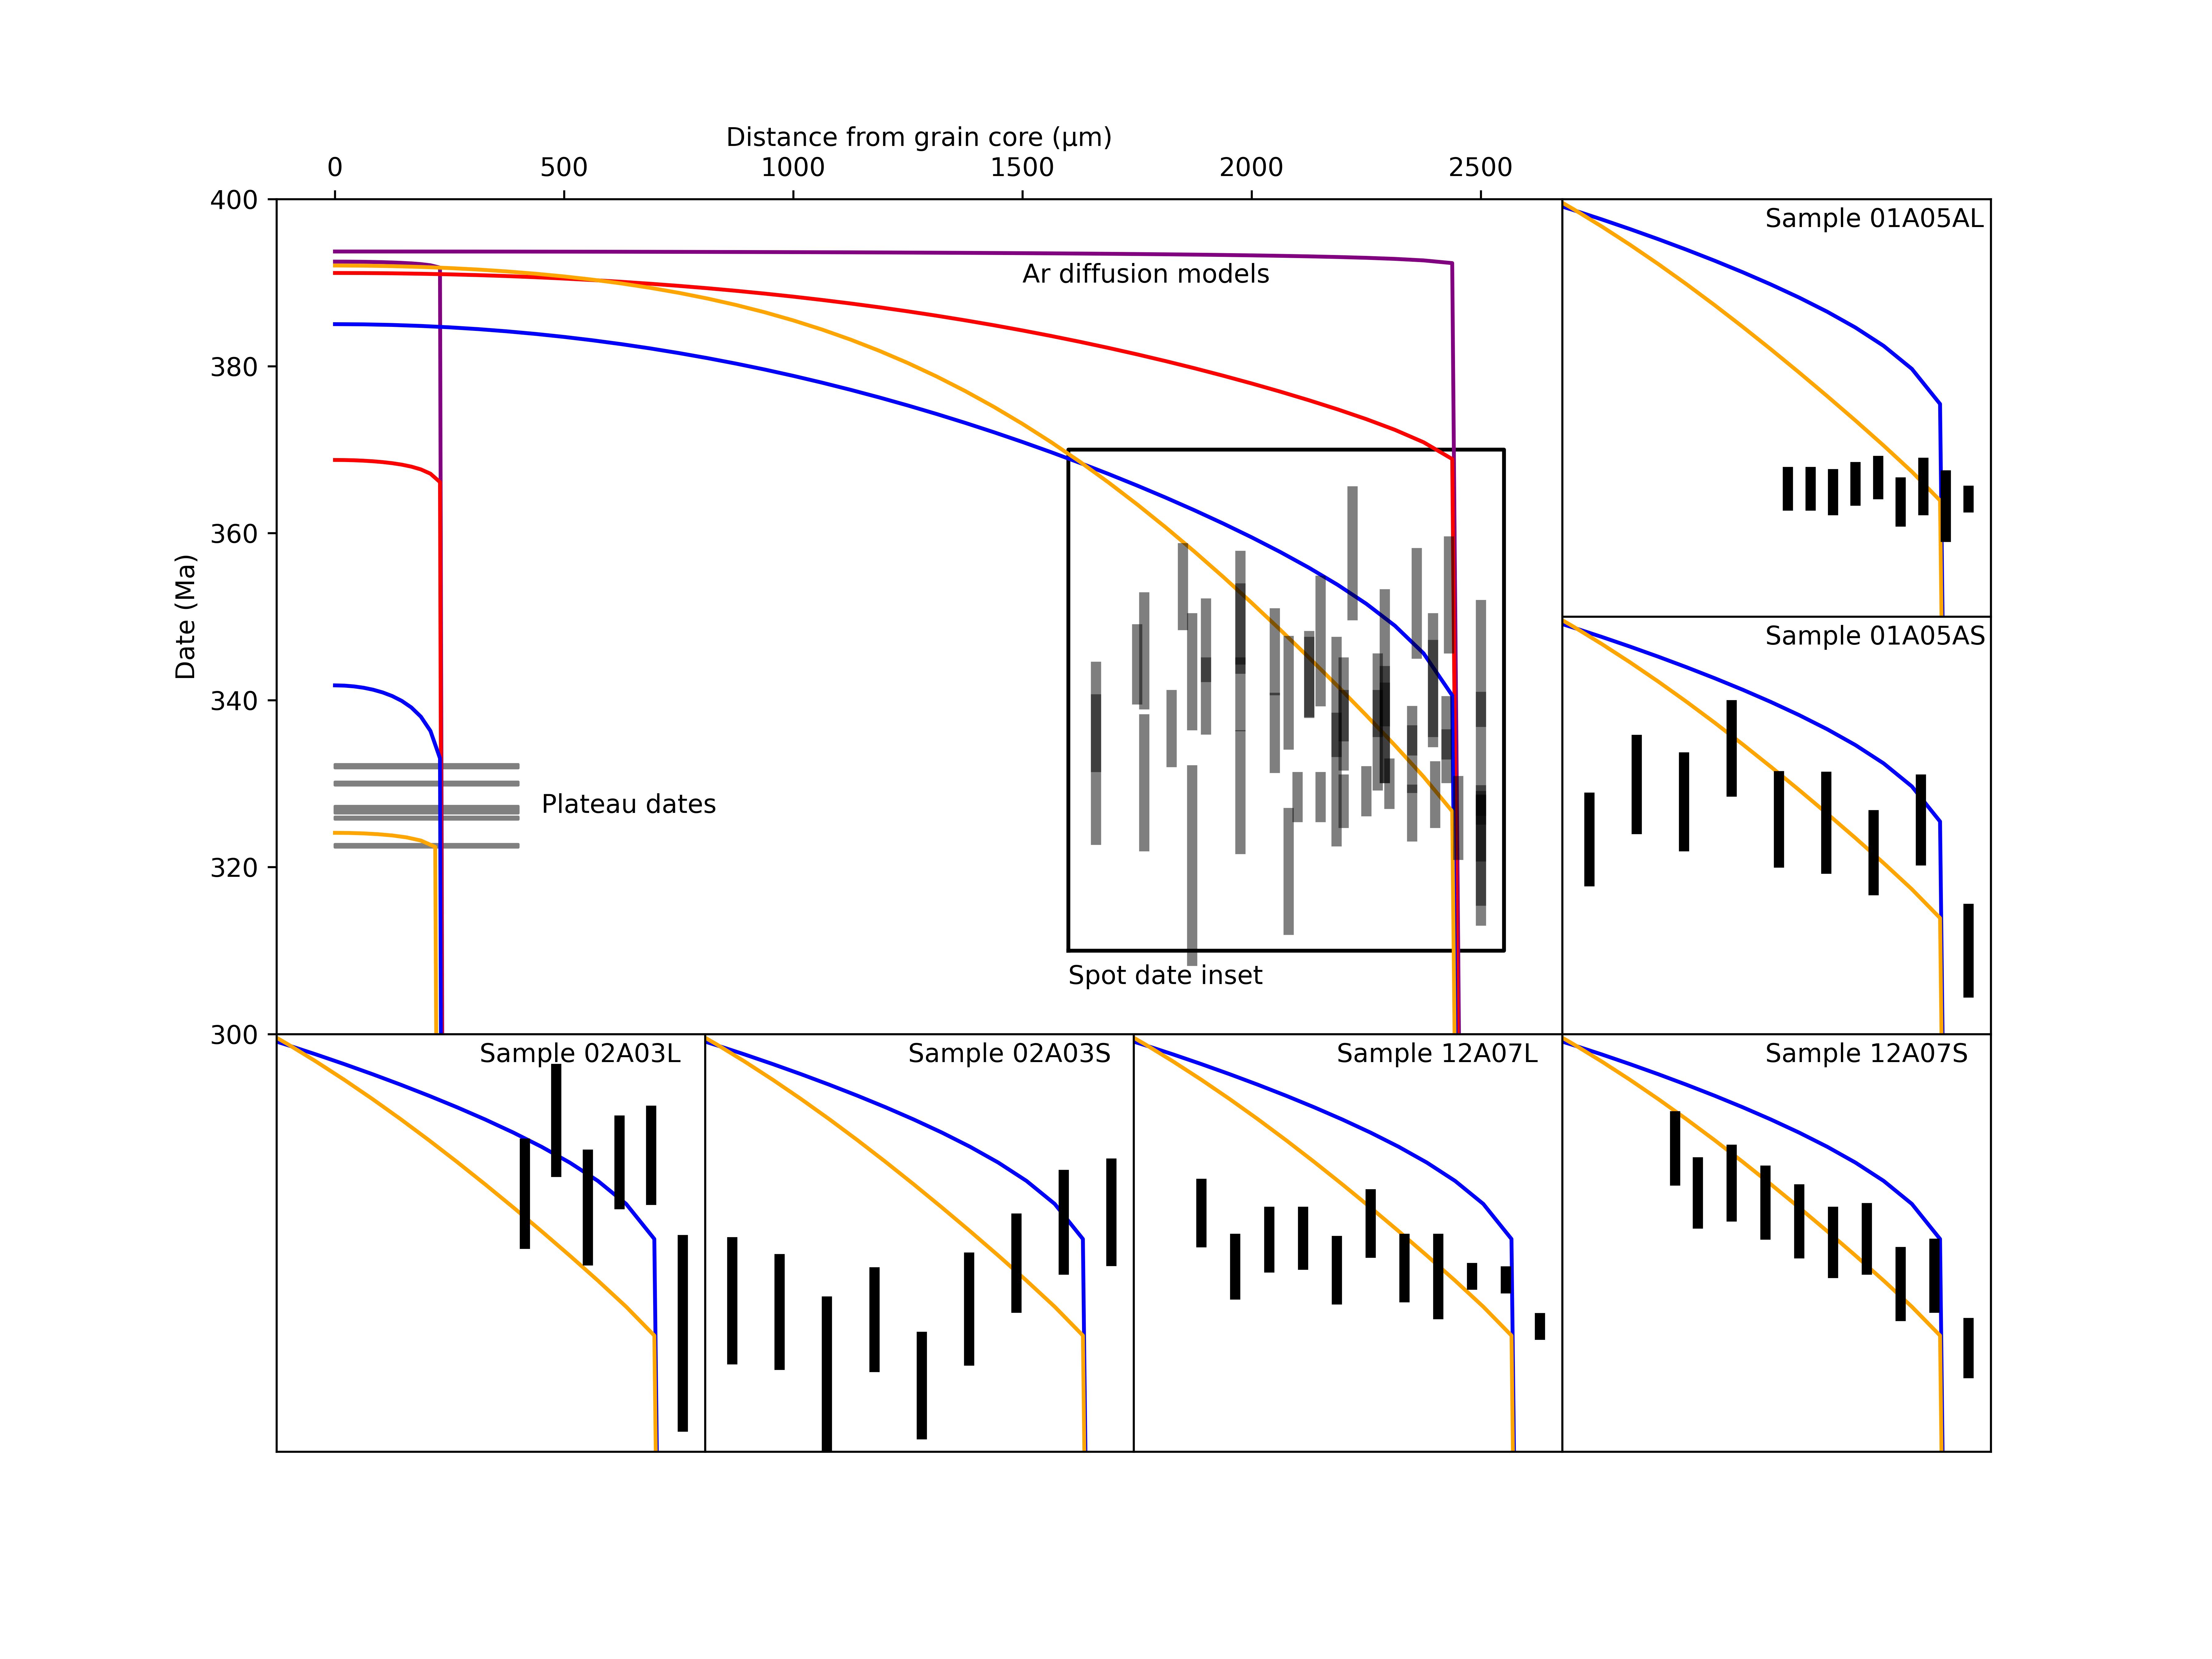 Distance from grain core (µm)
0 500 1000 1500 2000 2500
400
380
360
340
320
300
Date (Ma)
Ar diffusion models
Plateau dates
Spot date inset
Sample 01A05AL
Sample 01A05AS
Sample 02A03L
Sample 02A03S
Sample 12A07L
Sample 12A07S